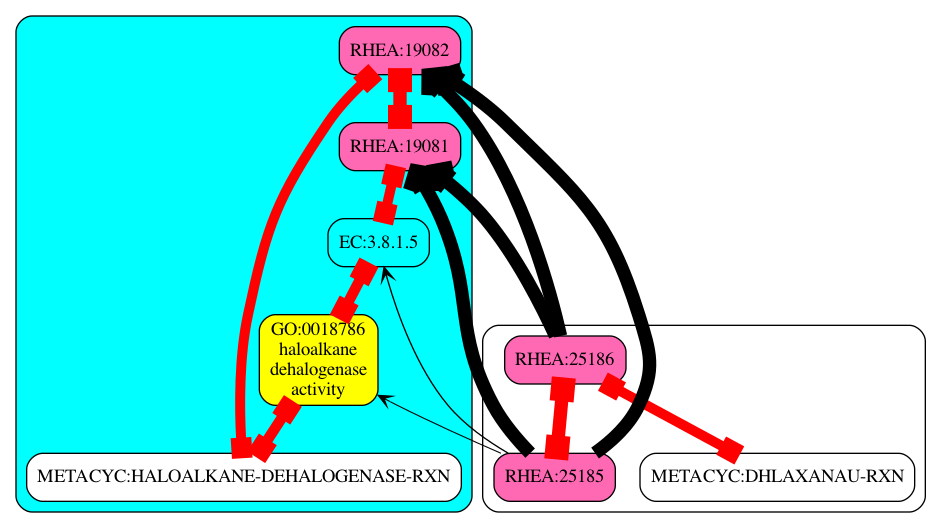 RHEA:19082
RHEA:19081
EC:3.8.1.5
GO:0018786
haloalkane
dehalogenase
activity
RHEA:25186
METACYC:HALOALKANE-DEHALOGENASE-RXN
RHEA:25185
METACYC:DHLAXANAU-RXN